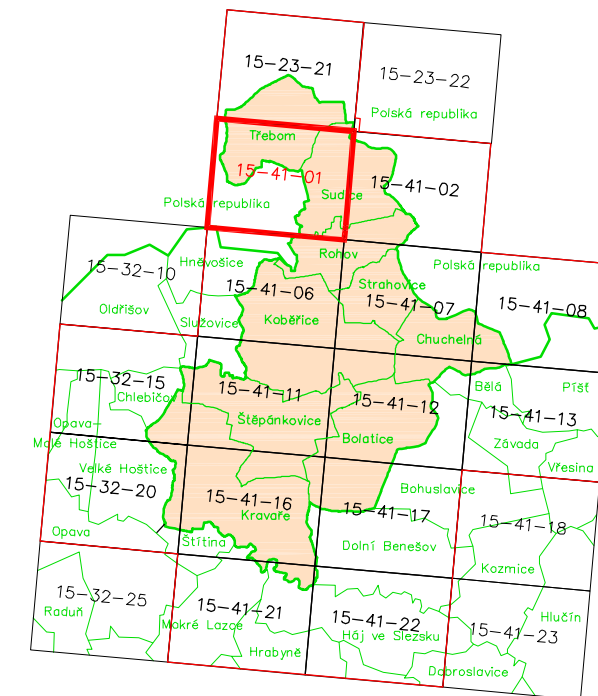 15-23-21
15-23-22
Polská republika
Třebom
15-41-01
Sudice
15-41-02
Polská republika
Hněvošice
Rohov
Polská republika
15-32-10
15-41-06
Strahovice
15-41-07
15-41-08
Oldřišov
Služovice
Kobeřice
Chuchelná
15-32-15
Chlebičov
15-41-11
15-41-12
Bělá
Píšť
Opava-
Malé Hoštice
Štěpánkovice
Bolatice
15-41-13
Závada
Velké Hoštice
Vřesina
15-32-20
15-41-16
Kravaře
Bohuslavice
15-41-17
15-41-18
Opava
Štítina
Dolní Benešov
Kozmice
15-32-25
Raduň
15-41-21
Mokré Lazce
15-41-22
Háj ve Slezsku
15-41-23
Hlučín
Hrabyně
Dobroslavice